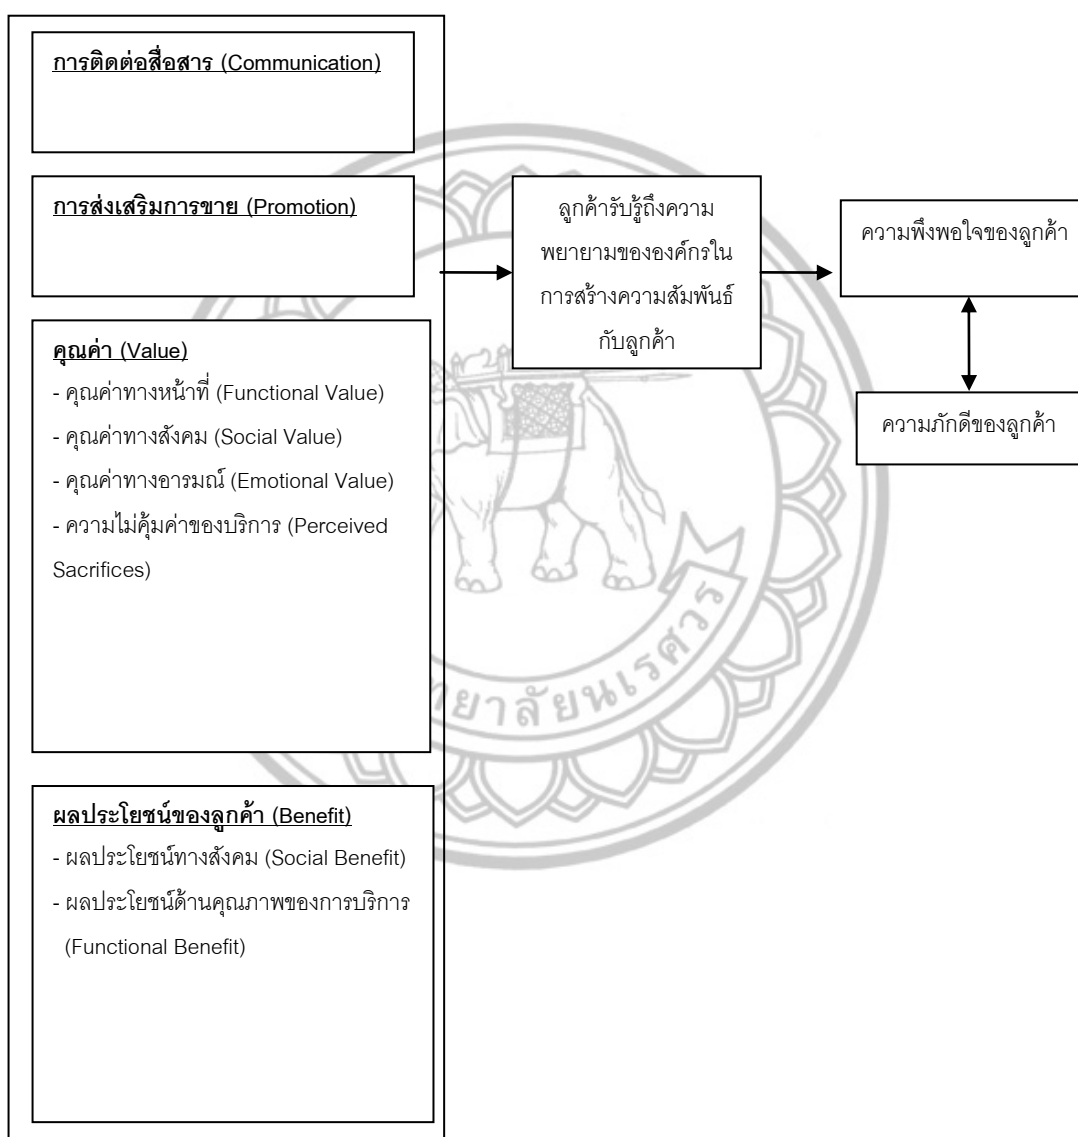 การติดต่อสื่อสาร (Communication)
การส่งเสริมการขาย (Promotion)
คุณค่า (Value)
- คุณค่าทางหน้าที่ (Functional Value)
- คุณค่าทางสังคม (Social Value)
- คุณค่าทางอารมณ์ (Emotional Value)
- ความไม่คุ้มค่าของบริการ (Perceived
Sacrifices)
ผลประโยชน์ของลูกค้า (Benefit)
- ผลประโยชน์ทางสังคม (Social Benefit)
- ผลประโยชน์ด้านคุณภาพของการบริการ
(Functional Benefit)
ลูกค้ารับรู้ถึงความ
พยายามขององค์กรใน
การสร้างความสัมพันธ์
กับลูกค้า
ความพึงพอใจของลูกค้า
ความภักดีของลูกค้า
ทยาลัยนเรศวร